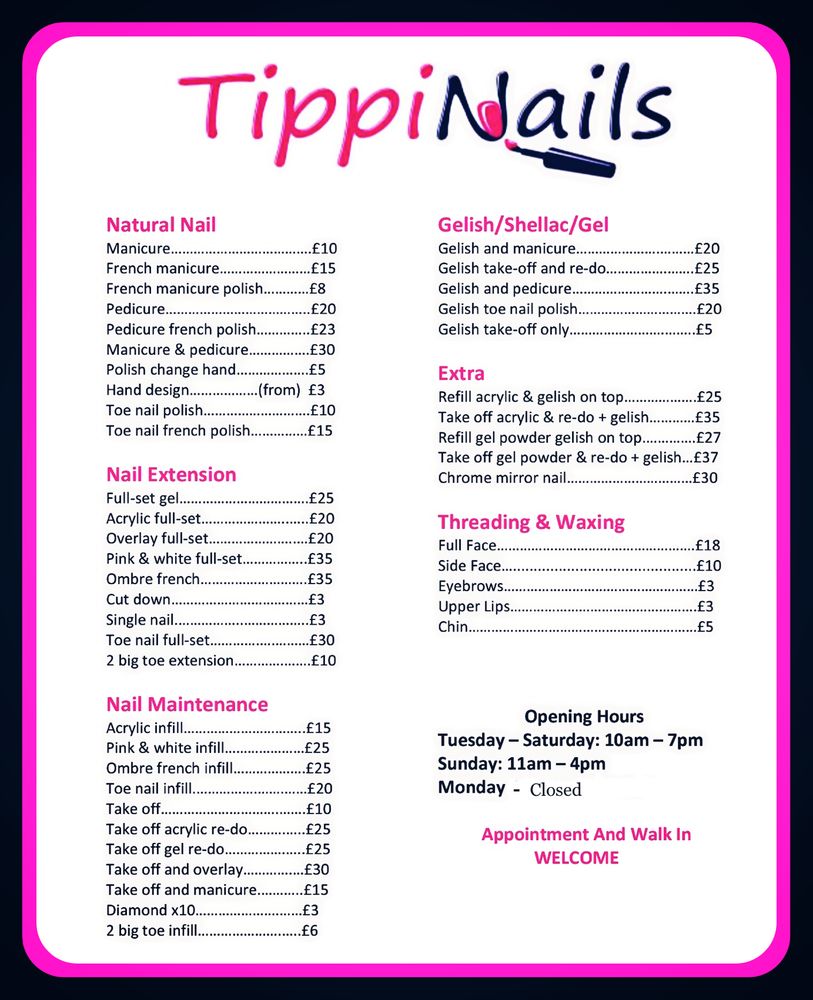 TippiNails
Natural Nail
Manicure.................................£10
French manicure......................£15
French manicure polish...........£8
Pedicure..................................£20
Pedicure french polish.............£23
Manicure & pedicure...............£30
Polish change hand.................£5
Hand design................(from) £3
Toe nail polish.........................£10
Toe nail french polish.............£15
Nail Extension
Full-set gel..............................£25
Acrylic full-set.........................£20
Overlay full-set.......................£20
Pink & white full-set...............£35
Ombre french.........................£35
Cut down................................£3
Single nail...............................£3
Toe nail full-set.......................£30
2 big toe extension..................£10
Nail Maintenance
Acrylic infill.............................£15
Pink & white infill...................£25
Ombre french infill.................£25
Toe nail infill..........................£20
Take off..................................£10
Take off acrylic re-do.............£25
Take off gel re-do...................£25
Take off and overlay..............£30
Take off and manicure...........£15
Diamond x10.............................£3
2 big toe infill.........................£6
Gelish/Shellac/Gel
Gelish and manicure............................£20
Gelish take-off and re-do.....................£25
Gelish and pedicure.............................£35
Gelish toe nail polish...........................£20
Gelish take-off only..............................£5
Extra
Refill acrylic & gelish on top.................£25
Take off acrylic & re-do + gelish...........£35
Refill gel powder gelish on top.............£27
Take off gel powder & re-do + gelish...£37
Chrome mirror nail..............................£30
Threading & Waxing
Full Face................................................£18
Side Face...............................................£10
Eyebrows..............................................£3
Upper Lips............................................£3
Chin......................................................£5
Opening Hours
Tuesday – Saturday: 10am – 7pm
Sunday: 11am – 4pm
Monday - Closed
Appointment And Walk In
WELCOME